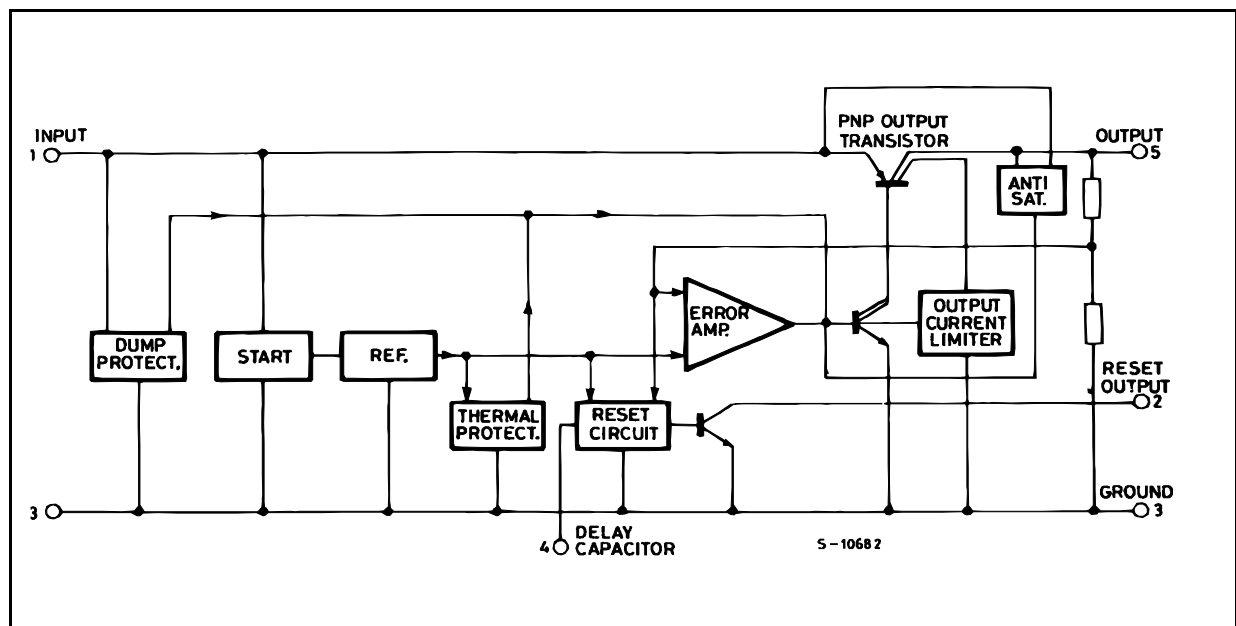 PNP OUTPUT
TRANSISTOR
INPUT
1
OUTPUT
5
ANTI
SAT.
ERROR
AMP.
OUTPUT
CURRENT
LIMITER
DUMP
PROTECT.
START
REF.
RESET
OUTPUT
2
THERMAL
PROTECT.
RESET
CIRCUIT
3
GROUND
3
4
DELAY
CAPACITOR
S-10682